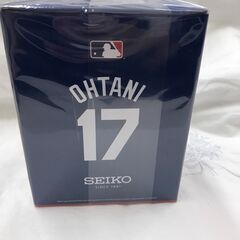 OHTANI
17
SEIKO
SINCE 1881